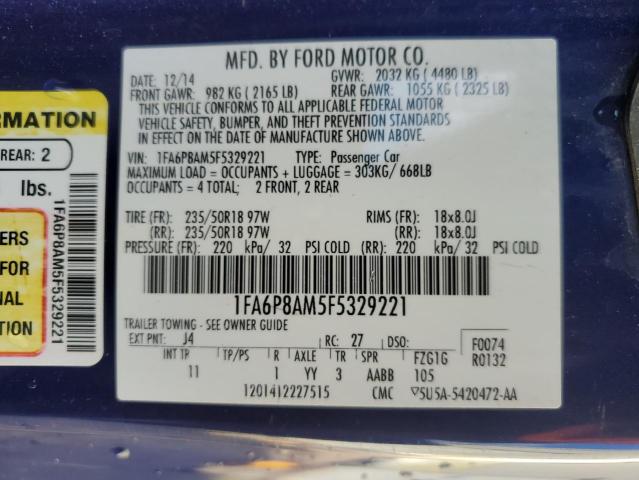 MFD. BY FORD MOTOR CO.
DATE: 12/14 GVWR: 2032 KG ( 4480 LB)
FRONT GAWR: 982 KG ( 2165 LB) REAR GAWR: 1055 KG ( 2325 LB)
THIS VEHICLE CONFORMS TO ALL APPLICABLE FEDERAL MOTOR
VEHICLE SAFETY, BUMPER, AND THEFT PREVENTION STANDARDS
IN EFFECT ON THE DATE OF MANUFACTURE SHOWN ABOVE.
VIN: 1FA6P8AM5F5329221 TYPE: Passenger Car
MAXIMUM LOAD = OCCUPANTS + LUGGAGE = 303KG/ 668LB
OCCUPANTS = 4 TOTAL; 2 FRONT, 2 REAR
TIRE (FR): 235/50R18 97W RIMS (FR): 18x8.0J
(RR): 235/50R18 97W (RR): 18x8.0J
PRESSURE (FR): 220 kPa/ 32 PSI COLD (RR): 220 kPa/ 32 PSI COLD
1FA6P8AM5F5329221
TRAILER TOWING - SEE OWNER GUIDE
EXT PNT: J4 RC: 27 DSO: F0074
INT TR TP/PS R AXLE TR SPR FZG1G R0132
11 1 YY 3 AABB 105
1201412227515 CMC 5U5A-5420472-AA
ORMATION
REAR: 2
lbs.
ERS
FOR
NAL
TION
1FA6P8AM5F5329221